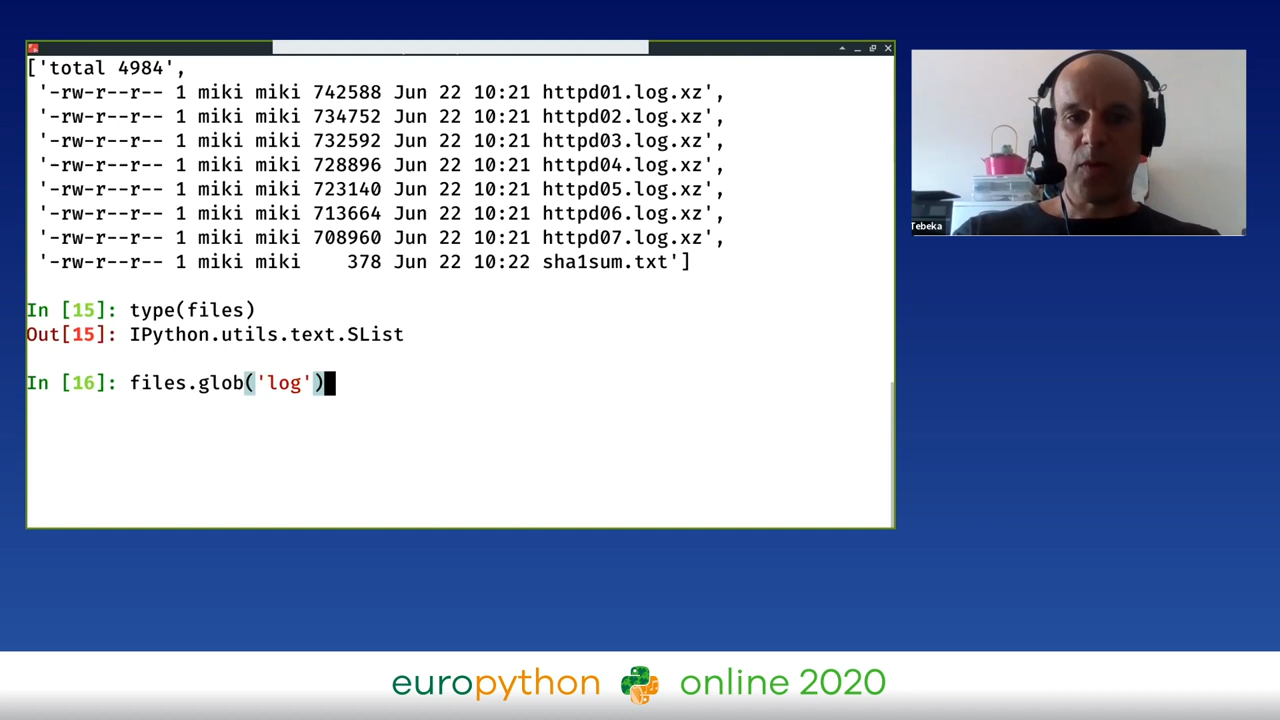 ['total 4984',
'-rw-r--r-- 1 miki miki 742588 Jun 22 10:21 httpd01.log.xz',
'-rw-r--r-- 1 miki miki 734752 Jun 22 10:21 httpd02.log.xz',
'-rw-r--r-- 1 miki miki 732592 Jun 22 10:21 httpd03.log.xz',
'-rw-r--r-- 1 miki miki 728896 Jun 22 10:21 httpd04.log.xz',
'-rw-r--r-- 1 miki miki 723140 Jun 22 10:21 httpd05.log.xz',
'-rw-r--r-- 1 miki miki 713664 Jun 22 10:21 httpd06.log.xz',
'-rw-r--r-- 1 miki miki 708960 Jun 22 10:21 httpd07.log.xz',
'-rw-r--r-- 1 miki miki    378 Jun 22 10:22 sha1sum.txt']
In [15]: type(files)
Out[15]: IPython.utils.text.SList
In [16]: files.glob('log')
Tebeka
europython online 2020